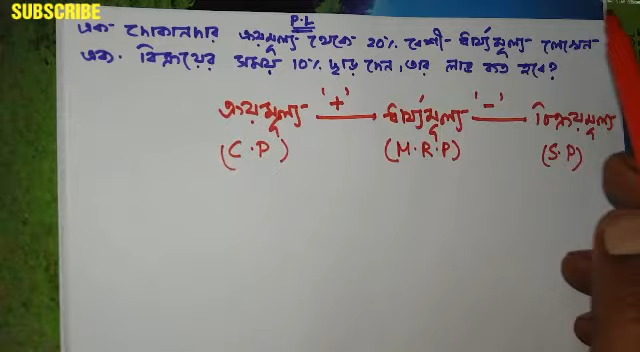 SUBSCRIBE
P.L
এক দোকানদার ক্রয়মূল্য থেকে 20% বেশী ধার্য্যমূল্য লেখেন
এবং বিক্রয়ের সময় 10% ছাড় দেন, তার লাভ কত হবে?
ক্রয়মূল্য '+' ধার্য্যমূল্য '-' বিক্রয়মূল্য
(C.P) (M.R.P) (S.P)